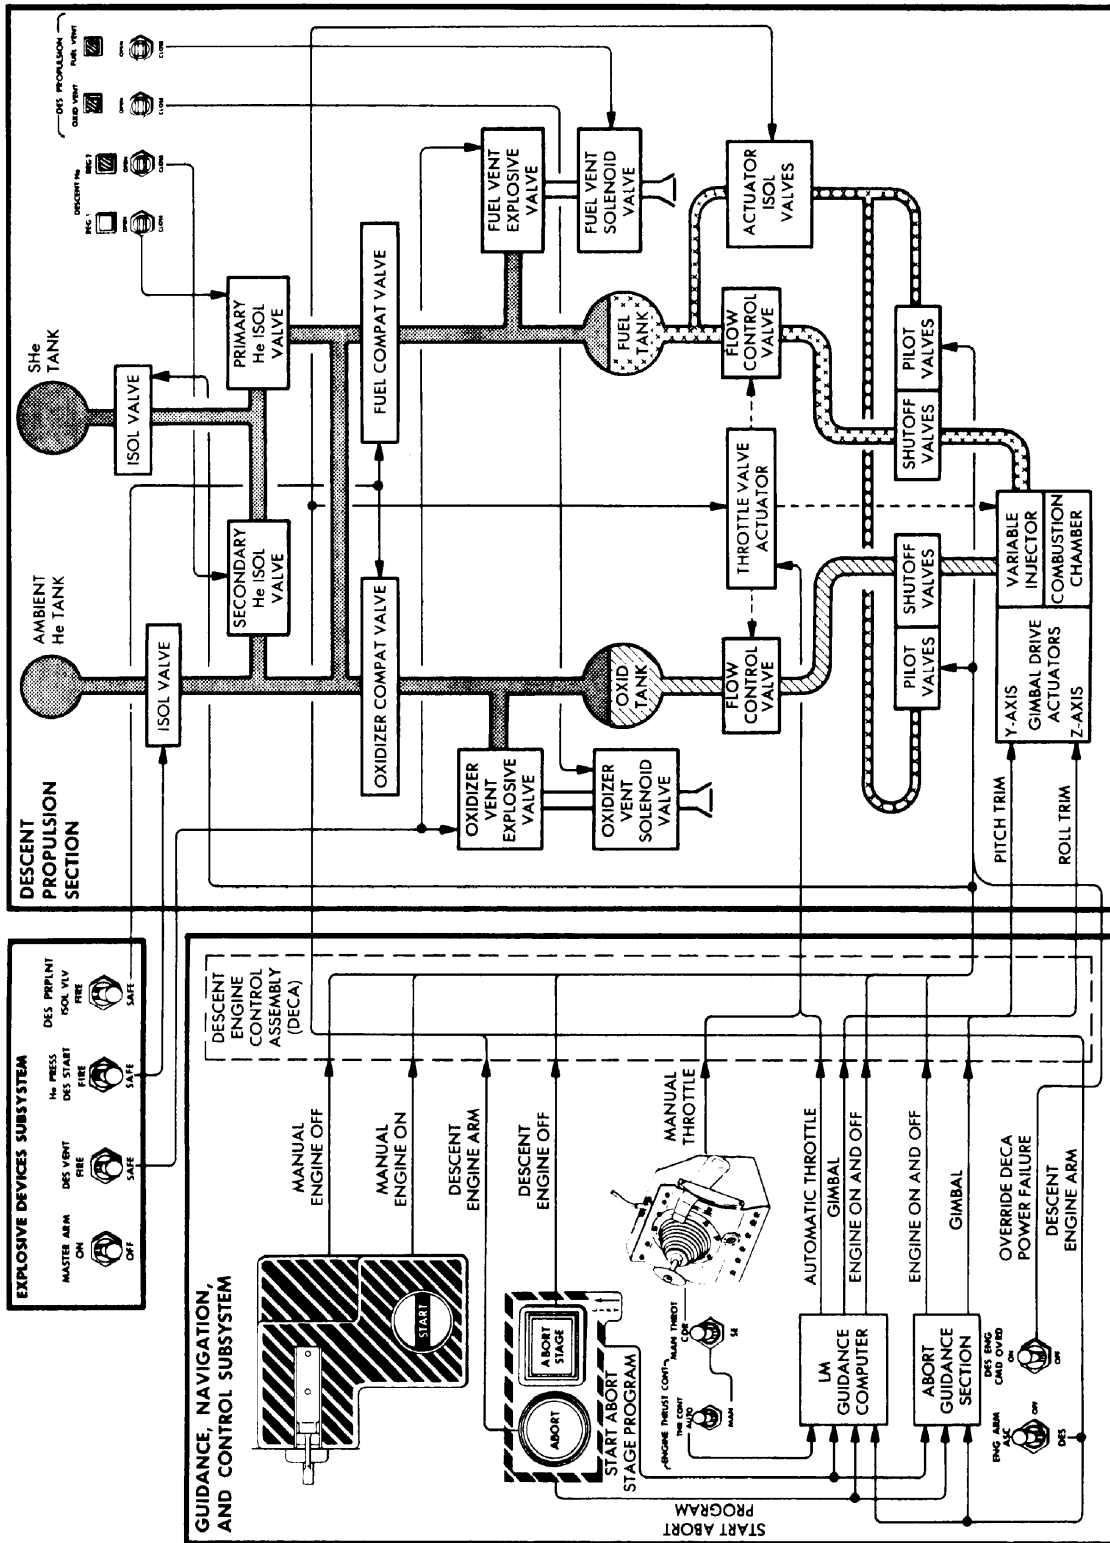 EXPLOSIVE DEVICES SUBSYSTEM
MASTER ARM
ON
OFF
DES VENT
FIRE
SAFE
He PRESS
DES START
FIRE
SAFE
DES PRPLNT
ISOL VLV
FIRE
SAFE
DESCENT
PROPULSION
SECTION
AMBIENT
He TANK
SHe
TANK
ISOL VALVE
ISOL VALVE
SECONDARY
He ISOL
VALVE
PRIMARY
He ISOL
VALVE
DESCENT He
REG 1
OPEN
CLOSE
REG 2
OPEN
CLOSE
DES PROPULSION
OXID VENT
OPEN
CLOSE
FUEL VENT
OPEN
CLOSE
OXIDIZER COMPAT VALVE
FUEL COMPAT VALVE
OXIDIZER
VENT
EXPLOSIVE
VALVE
OXIDIZER
VENT
SOLENOID
VALVE
FUEL VENT
EXPLOSIVE
VALVE
FUEL VENT
SOLENOID
VALVE
OXID
TANK
FUEL
TANK
FLOW
CONTROL
VALVE
THROTTLE VALVE
ACTUATOR
FLOW
CONTROL
VALVE
ACTUATOR
ISOL
VALVES
PILOT
VALVES
SHUTOFF
VALVES
SHUTOFF
VALVES
PILOT
VALVES
PITCH TRIM
ROLL TRIM
Y-AXIS
GIMBAL DRIVE
ACTUATORS
Z-AXIS
VARIABLE
INJECTOR
COMBUSTION
CHAMBER
GUIDANCE, NAVIGATION,
AND CONTROL SUBSYSTEM
DESCENT
ENGINE
CONTROL
ASSEMBLY
(DECA)
START
MANUAL
ENGINE OFF
MANUAL
ENGINE ON
DESCENT
ENGINE ARM
DESCENT
ENGINE OFF
ABORT
ABORT
STAGE
START ABORT
STAGE PROGRAM
START ABORT
PROGRAM
ENGINE THRUST CONT
THR CONT
AUTO
MAN
MAN THROT
CDR
SE
MANUAL
THROTTLE
LM
GUIDANCE
COMPUTER
AUTOMATIC THROTTLE
GIMBAL
ENGINE ON AND OFF
ABORT
GUIDANCE
SECTION
ENGINE ON AND OFF
GIMBAL
ENG ARM
ASC
OFF
DES
DES ENG
CMD OVRD
ON
OFF
OVERRIDE DECA
POWER FAILURE
DESCENT
ENGINE ARM